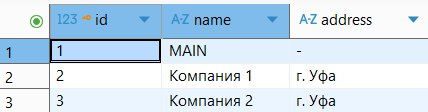 123 id A-Z name A-Z address
1 1 MAIN -
2 2 Компания 1 г. Уфа
3 3 Компания 2 г. Уфа